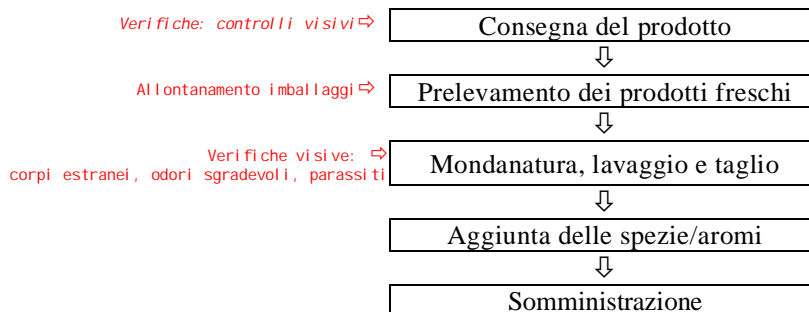 Verifiche: controlli visivi ⇨ Consegna del prodotto
⇩
Allontanamento imballaggi ⇨ Prelevamento dei prodotti freschi
⇩
Verifiche visive: ⇨
corpi estranei, odori sgradevoli, parassiti
Mondanatura, lavaggio e taglio
⇩
Aggiunta delle spezie/aromi
⇩
Somministrazione